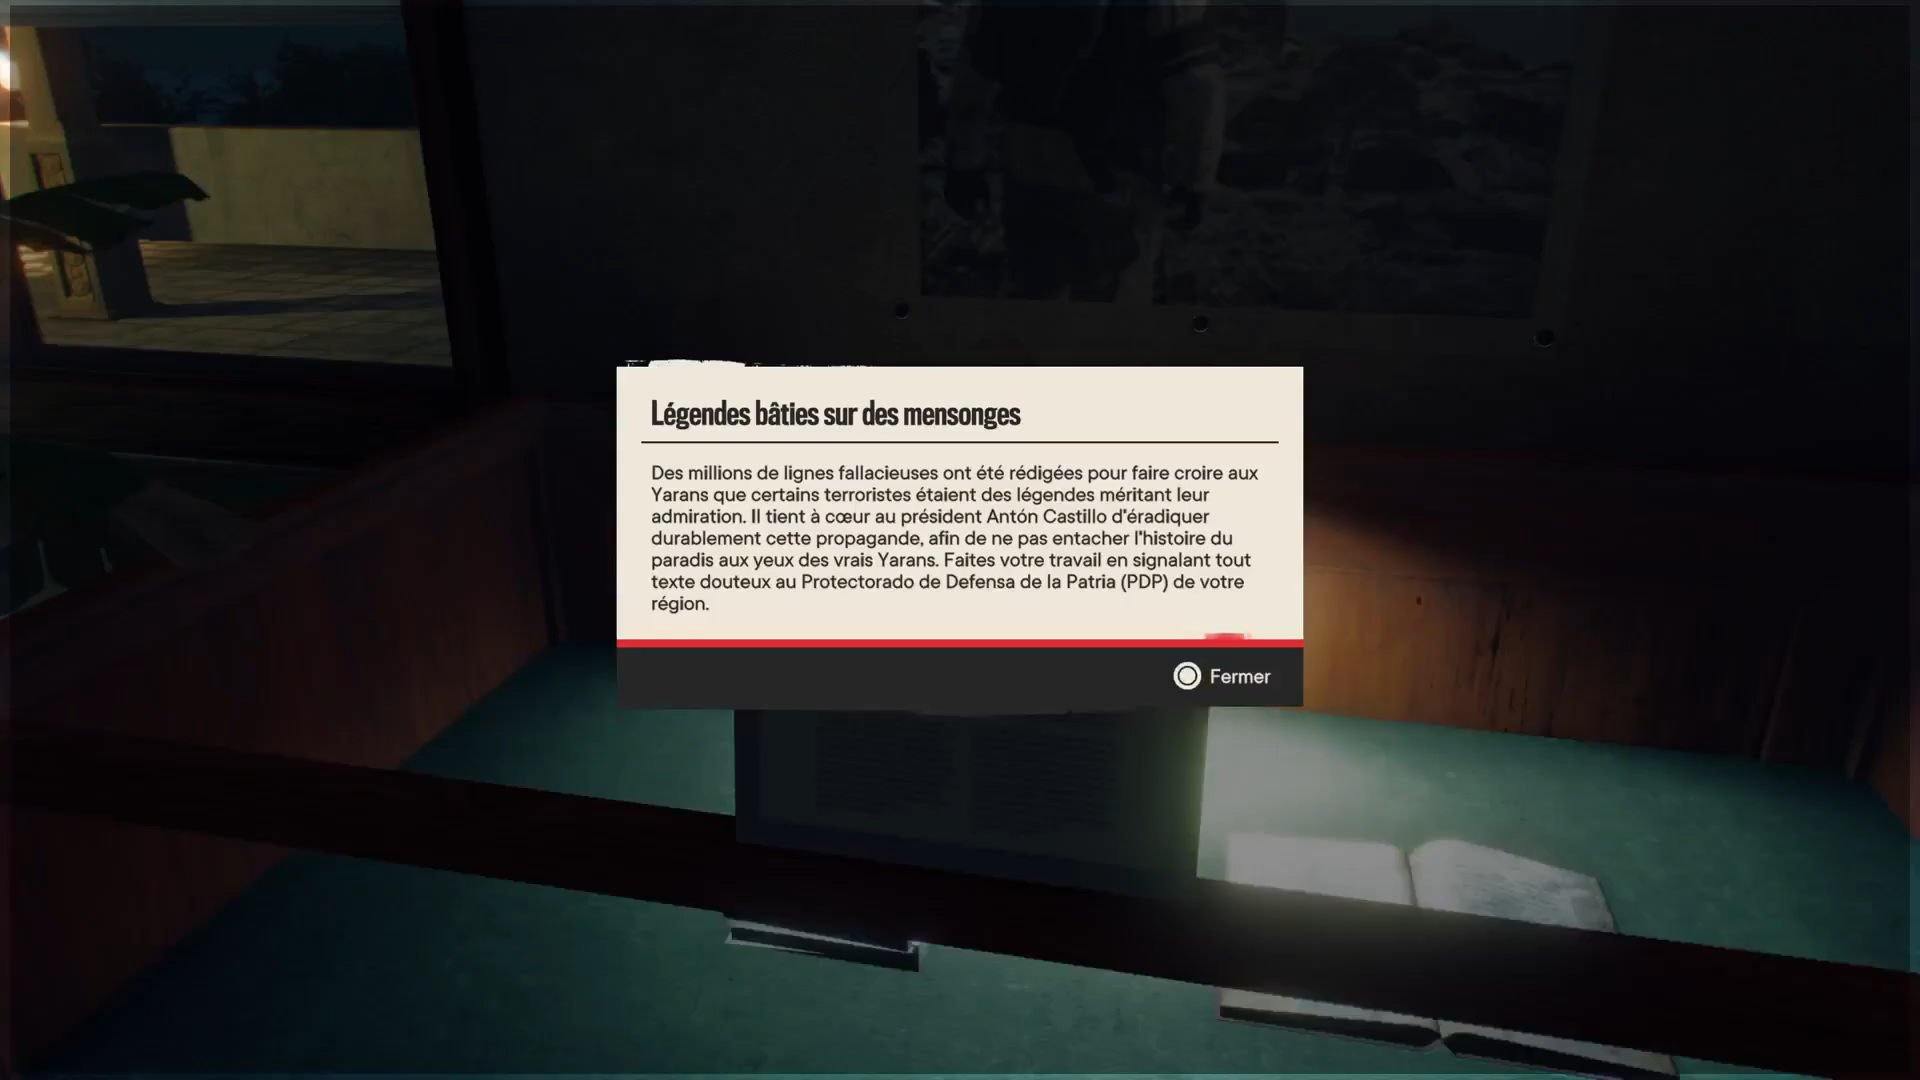 Légendes bâties sur des mensonges
Des millions de lignes fallacieuses ont été rédigées pour faire croire aux
Yarans que certains terroristes étaient des légendes méritant leur
admiration. Il tient à cœur au président Antón Castillo d'éradiquer
durablement cette propagande, afin de ne pas entacher l'histoire du
paradis aux yeux des vrais Yarans. Faites votre travail en signalant tout
texte douteux au Protectorado de Defensa de la Patria (PDP) de votre
région.
Fermer